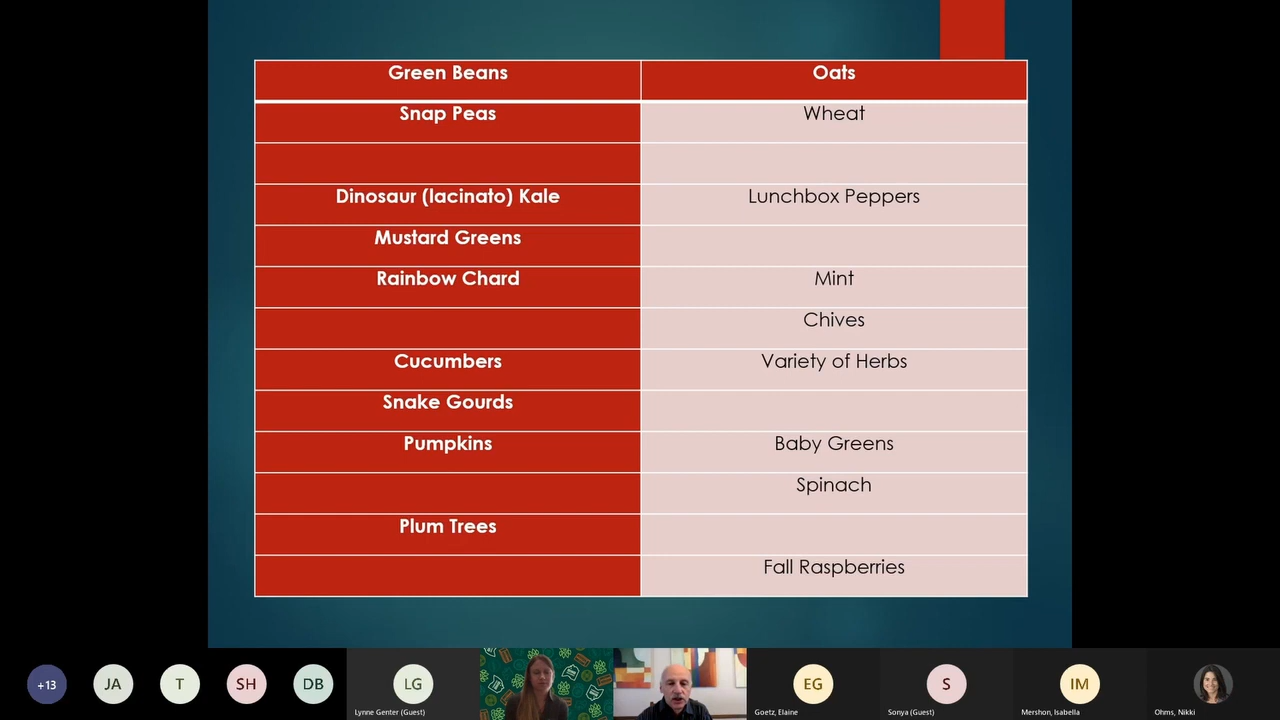 Green Beans Oats
Snap Peas Wheat
Dinosaur (lacinato) Kale Lunchbox Peppers
Mustard Greens
Rainbow Chard Mint
Chives
Cucumbers Variety of Herbs
Snake Gourds
Pumpkins Baby Greens
Spinach
Plum Trees
Fall Raspberries
+13 JA T SH DB LG EG S IM
Lynne Genter (Guest) Goetz, Elaine Sonya (Guest) Mershon, Isabella Ohms, Nikki